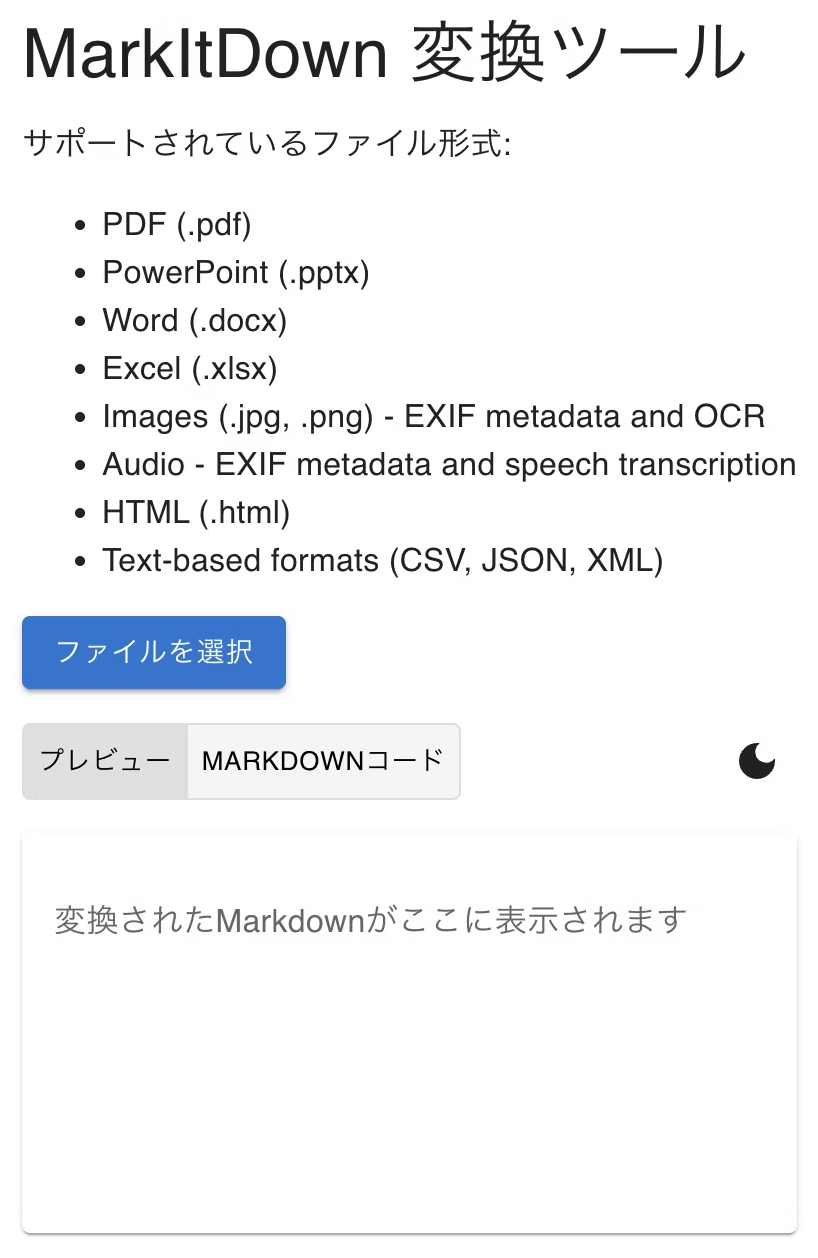 MarkItDown 変換ツール
サポートされているファイル形式:
• PDF (.pdf)
• PowerPoint (.pptx)
• Word (.docx)
• Excel (.xlsx)
• Images (.jpg, .png) - EXIF metadata and OCR
• Audio - EXIF metadata and speech transcription
• HTML (.html)
• Text-based formats (CSV, JSON, XML)
ファイルを選択
プレビュー MARKDOWNコード
変換されたMarkdownがここに表示されます